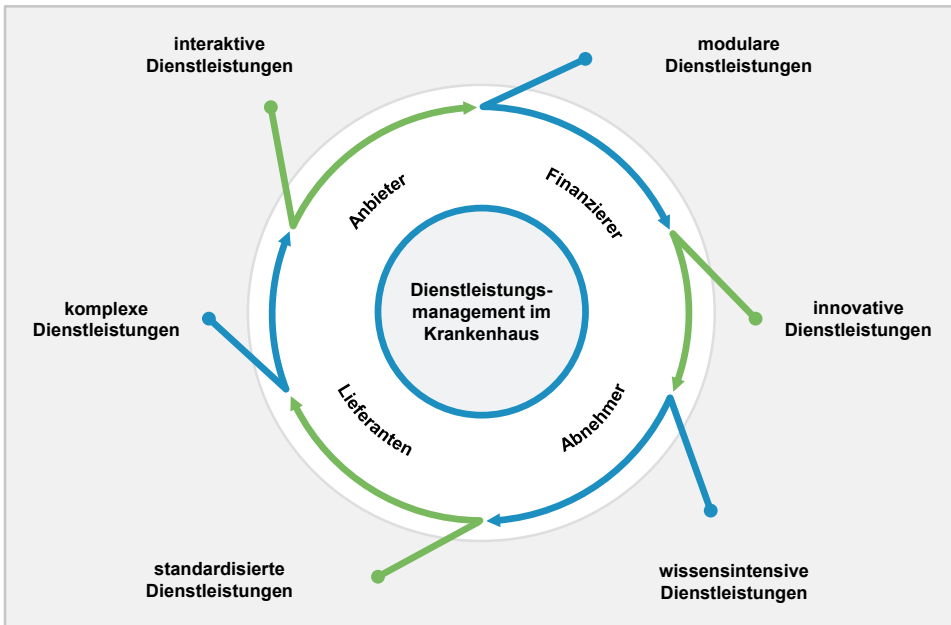 interaktive
Dienstleistungen
modulare
Dienstleistungen
Anbieter
Finanzierer
Dienstleistungs-
management im
Krankenhaus
komplexe
Dienstleistungen
innovative
Dienstleistungen
Lieferanten
Abnehmer
standardisierte
Dienstleistungen
wissensintensive
Dienstleistungen